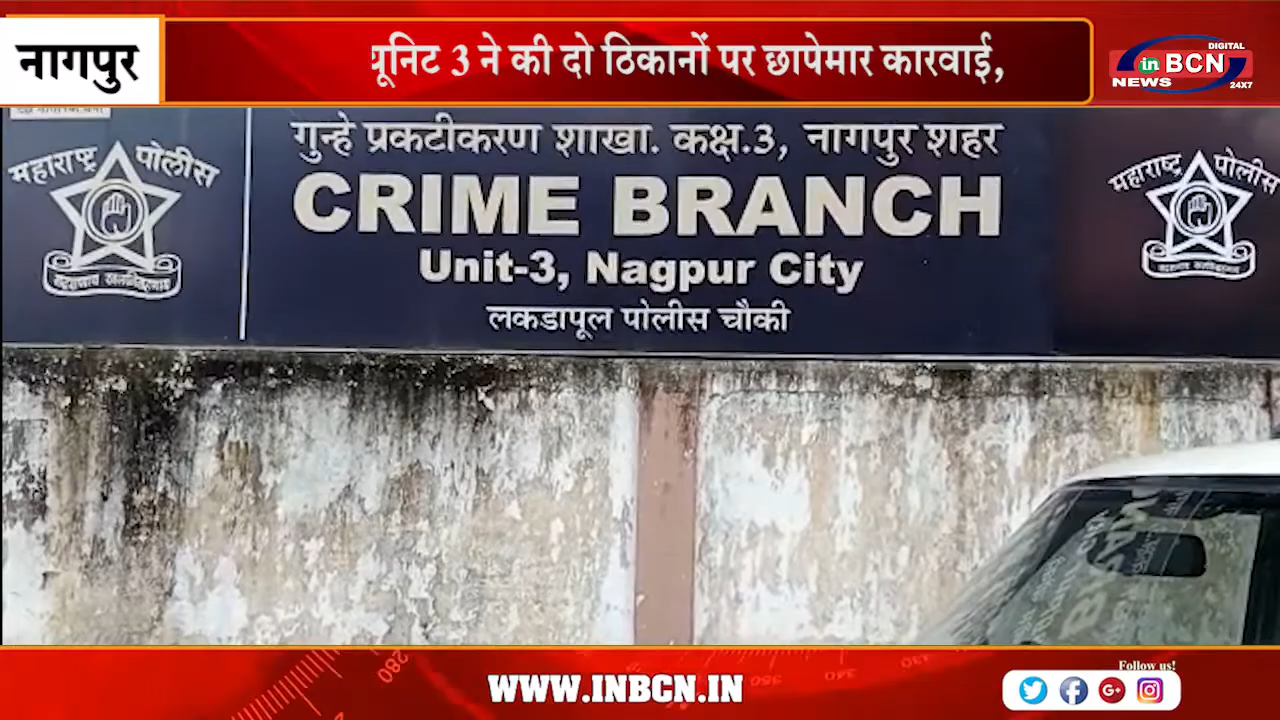 नागपुर
यूनिट 3 ने की दो ठिकानों पर छापेमार कारवाई,
DIGITAL
in BCN
NEWS
24X7
महाराष्ट्र पोलीस
गुन्हे प्रकटीकरण शाखा. कक्ष.3, नागपुर शहर
CRIME BRANCH
Unit-3, Nagpur City
लकडापूल पोलीस चौकी
महाराष्ट्र पोलीस
280
WWW.INBCN.IN
Follow us!